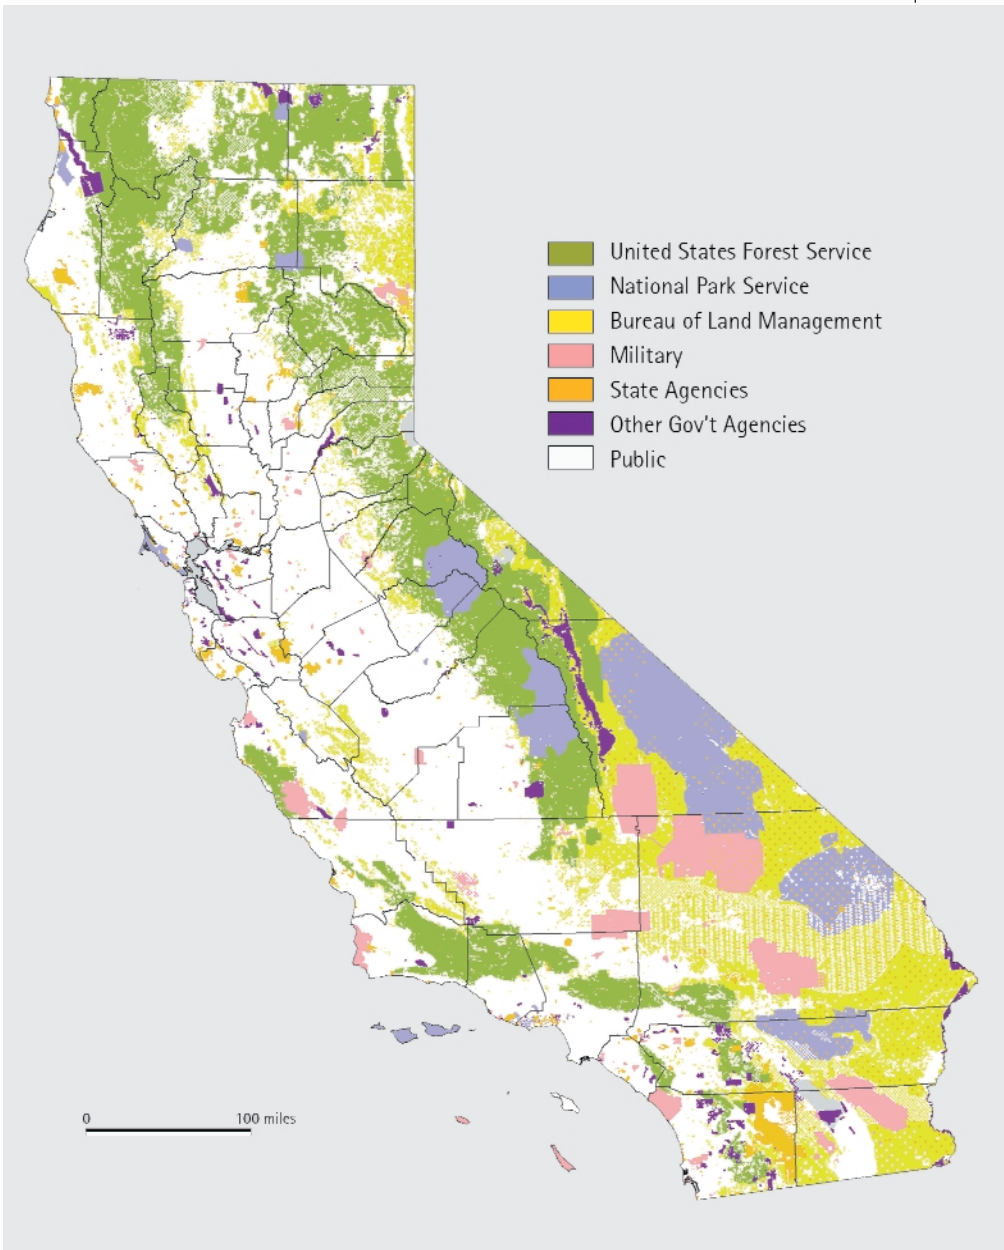 United States Forest Service
National Park Service
Bureau of Land Management
Military
State Agencies
Other Gov't Agencies
Public
0 100 miles